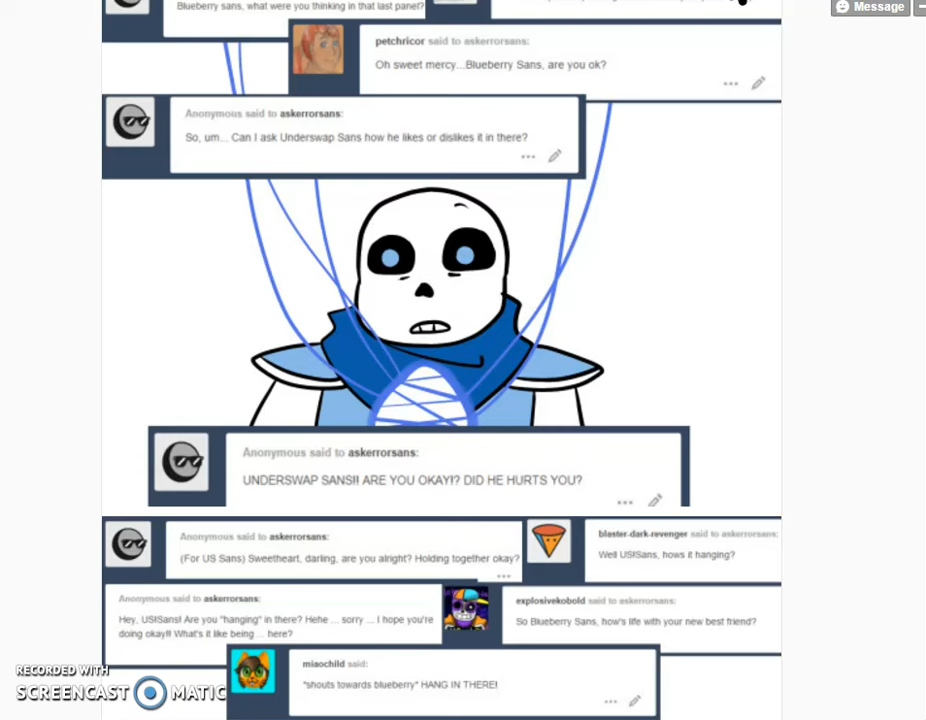 Message
Blueberry sans, what were you thinking in that last panel?
petchricor said to askerrorsans:
Oh sweet mercy...Blueberry Sans, are you ok?
Anonymous said to askerrorsans:
So, um... Can I ask Underswap Sans how he likes or dislikes it in there?
Anonymous said to askerrorsans:
UNDERSWAP SANS!! ARE YOU OKAY!? DID HE HURTS YOU?
Anonymous said to askerrorsans:
(For US Sans) Sweetheart, darling, are you alright? Holding together okay?
blaster-dark-revenger said to askerrorsans:
Well US!Sans, hows it hanging?
Anonymous said to askerrorsans:
Hey, US!Sans! Are you "hanging" in there? Hehe ... sorry ... I hope you're
doing okay!! What's it like being ... here?
explosivekobold said to askerrorsans:
So Blueberry Sans, how's life with your new best friend?
miaochild said:
*shouts towards blueberry* HANG IN THERE!
RECORDED WITH
SCREENCAST MATIC